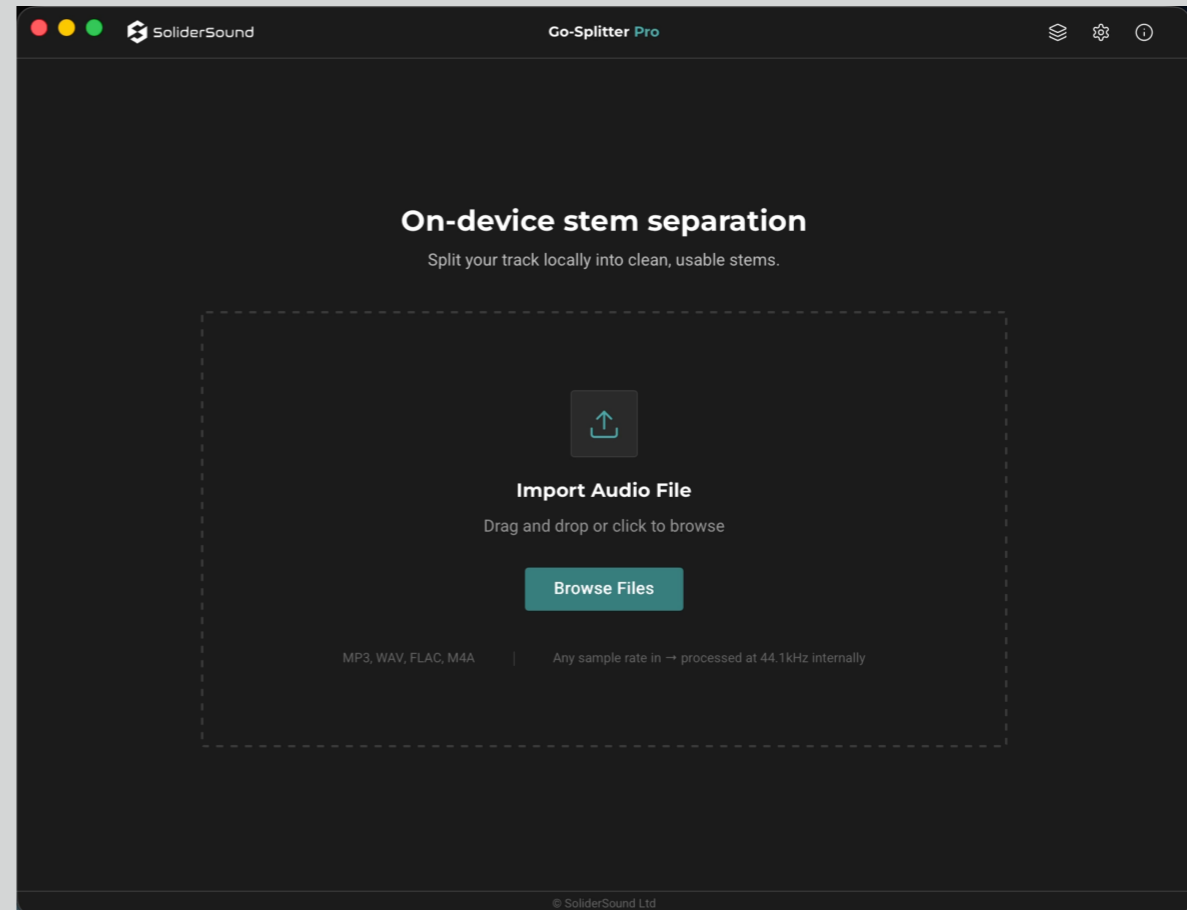 SoliderSound
Go-Splitter Pro
On-device stem separation
Split your track locally into clean, usable stems.
Import Audio File
Drag and drop or click to browse
Browse Files
MP3, WAV, FLAC, M4A | Any sample rate in → processed at 44.1kHz internally
© SoliderSound Ltd